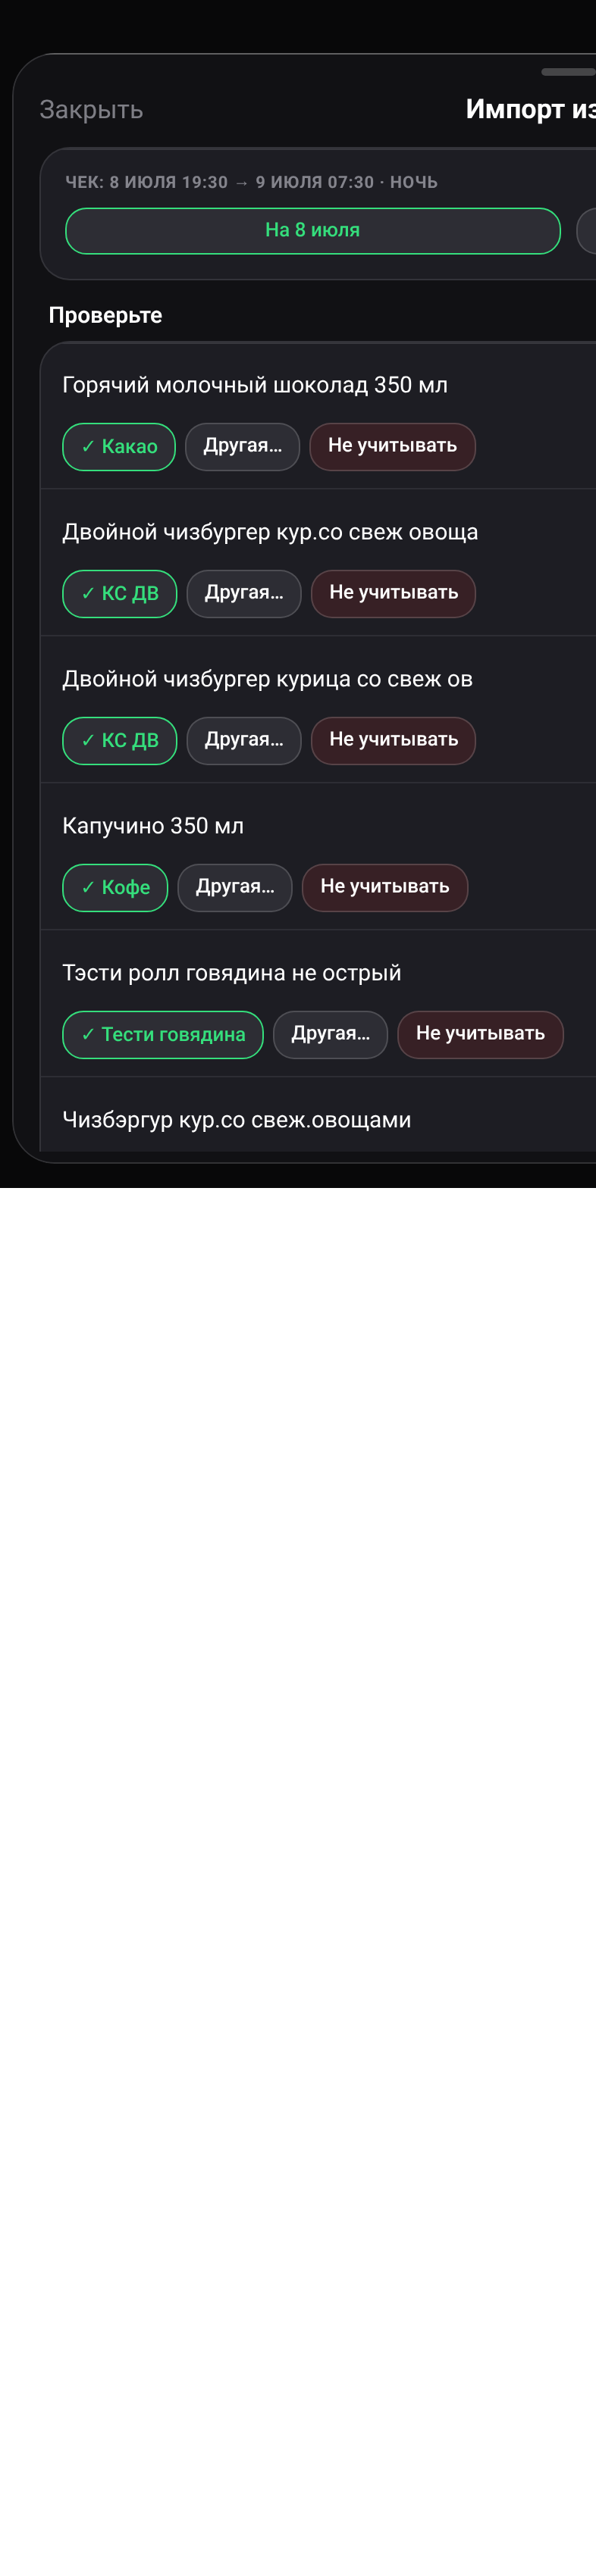 Закрыть
Импорт из
ЧЕК: 8 ИЮЛЯ 19:30 → 9 ИЮЛЯ 07:30 · НОЧЬ
На 8 июля
Проверьте
Горячий молочный шоколад 350 мл
✓ Какао Другая... Не учитывать
Двойной чизбургер кур.со свеж овоща
✓ КС ДВ Другая... Не учитывать
Двойной чизбургер курица со свеж ов
✓ КС ДВ Другая... Не учитывать
Капучино 350 мл
✓ Кофе Другая... Не учитывать
Тэсти ролл говядина не острый
✓ Тести говядина Другая... Не учитывать
Чизбэргур кур.со свеж.овощами